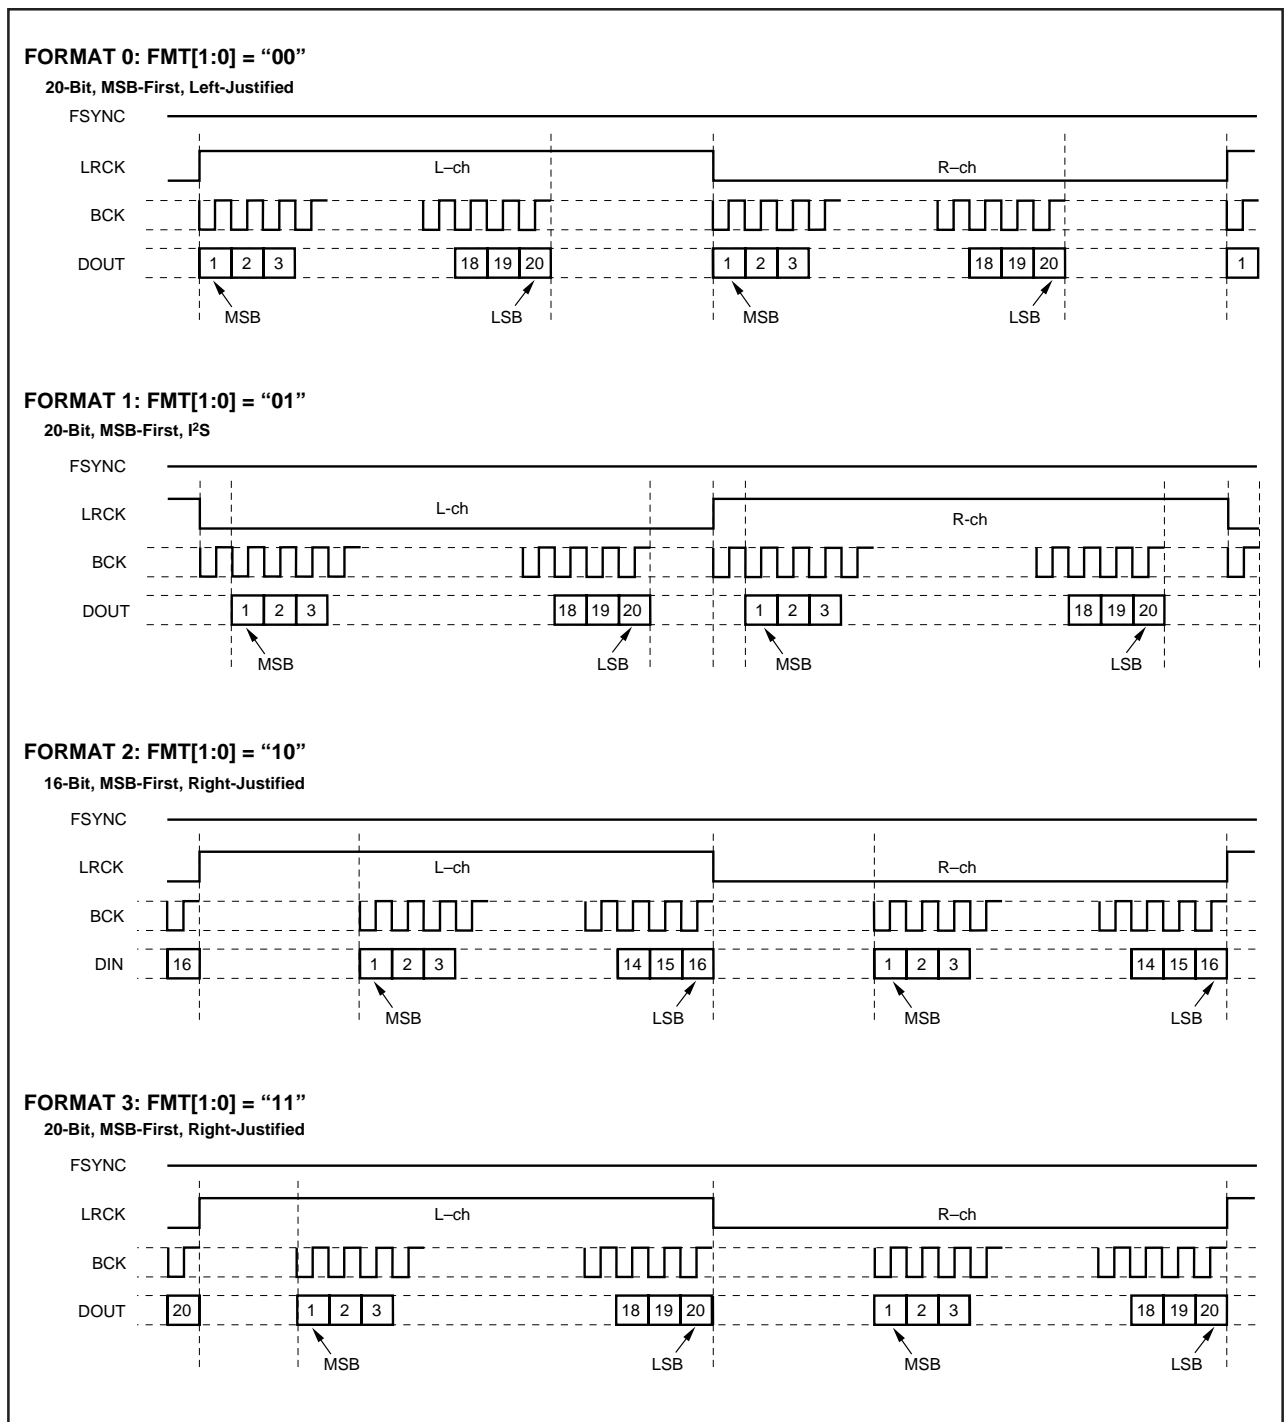 FORMAT 0: FMT[1:0] = “00”
20-Bit, MSB-First, Left-Justified
FSYNC
LRCK L–ch R–ch
BCK
DOUT 1 2 3 18 19 20 1 2 3 18 19 20 1
MSB LSB MSB LSB
FORMAT 1: FMT[1:0] = “01”
20-Bit, MSB-First, I²S
FSYNC
LRCK L-ch R-ch
BCK
DOUT 1 2 3 18 19 20 1 2 3 18 19 20
MSB LSB MSB LSB
FORMAT 2: FMT[1:0] = “10”
16-Bit, MSB-First, Right-Justified
FSYNC
LRCK L–ch R–ch
BCK
DIN 16 1 2 3 14 15 16 1 2 3 14 15 16
MSB LSB MSB LSB
FORMAT 3: FMT[1:0] = “11”
20-Bit, MSB-First, Right-Justified
FSYNC
LRCK L–ch R–ch
BCK
DOUT 20 1 2 3 18 19 20 1 2 3 18 19 20
MSB LSB MSB LSB